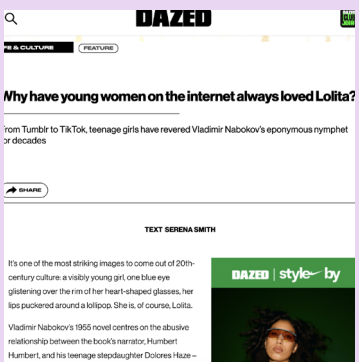 DAZED
FE & CULTURE
FEATURE
Why have young women on the internet always loved Lolita?
From Tumblr to TikTok, teenage girls have revered Vladimir Nabokov's eponymous nymphet
for decades
SHARE
TEXT SERENA SMITH
It's one of the most striking images to come out of 20th-
century culture: a visibly young girl, one blue eye
glistening over the rim of her heart-shaped glasses, her
lips puckered around a lollipop. She is, of course, Lolita.
DAZED | style by
Vladimir Nabokov's 1955 novel centres on the abusive
relationship between the book's narrator, Humbert
Humbert, and his teenage stepdaughter Dolores Haze –